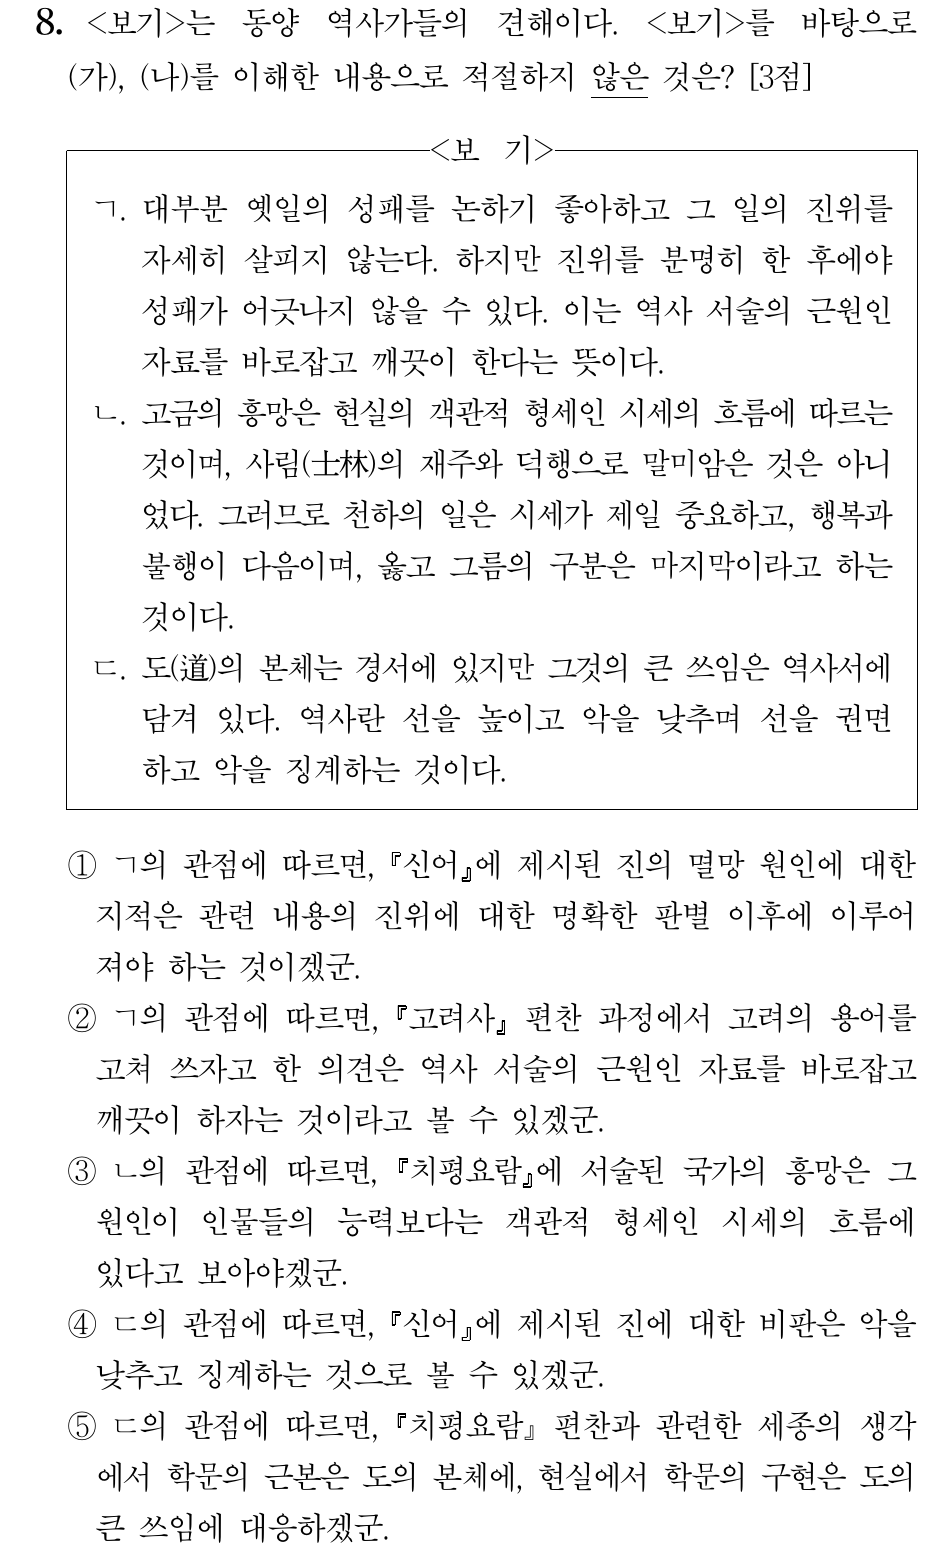 8. <보기>는 동양 역사가들의 견해이다. <보기>를 바탕으로
(가), (나)를 이해한 내용으로 적절하지 않은 것은? [3점]
<보 기>
ㄱ. 대부분 옛일의 성패를 논하기 좋아하고 그 일의 진위를
자세히 살피지 않는다. 하지만 진위를 분명히 한 후에야
성패가 어긋나지 않을 수 있다. 이는 역사 서술의 근원인
자료를 바로잡고 깨끗이 한다는 뜻이다.
ㄴ. 고금의 흥망은 현실의 객관적 형세인 시세의 흐름에 따르는
것이며, 사림(士林)의 재주와 덕행으로 말미암은 것은 아니
었다. 그러므로 천하의 일은 시세가 제일 중요하고, 행복과
불행이 다음이며, 옳고 그름의 구분은 마지막이라고 하는
것이다.
ㄷ. 도(道)의 본체는 경서에 있지만 그것의 큰 쓰임은 역사서에
담겨 있다. 역사란 선을 높이고 악을 낮추며 선을 권면
하고 악을 징계하는 것이다.
① ㄱ의 관점에 따르면, 『신어』에 제시된 진의 멸망 원인에 대한
지적은 관련 내용의 진위에 대한 명확한 판별 이후에 이루어
져야 하는 것이겠군.
② ㄱ의 관점에 따르면, 『고려사』 편찬 과정에서 고려의 용어를
고쳐 쓰자고 한 의견은 역사 서술의 근원인 자료를 바로잡고
깨끗이 하자는 것이라고 볼 수 있겠군.
③ ㄴ의 관점에 따르면, 『치평요람』에 서술된 국가의 흥망은 그
원인이 인물들의 능력보다는 객관적 형세인 시세의 흐름에
있다고 보아야겠군.
④ ㄷ의 관점에 따르면, 『신어』에 제시된 진에 대한 비판은 악을
낮추고 징계하는 것으로 볼 수 있겠군.
⑤ ㄷ의 관점에 따르면, 『치평요람』 편찬과 관련한 세종의 생각
에서 학문의 근본은 도의 본체에, 현실에서 학문의 구현은 도의
큰 쓰임에 대응하겠군.